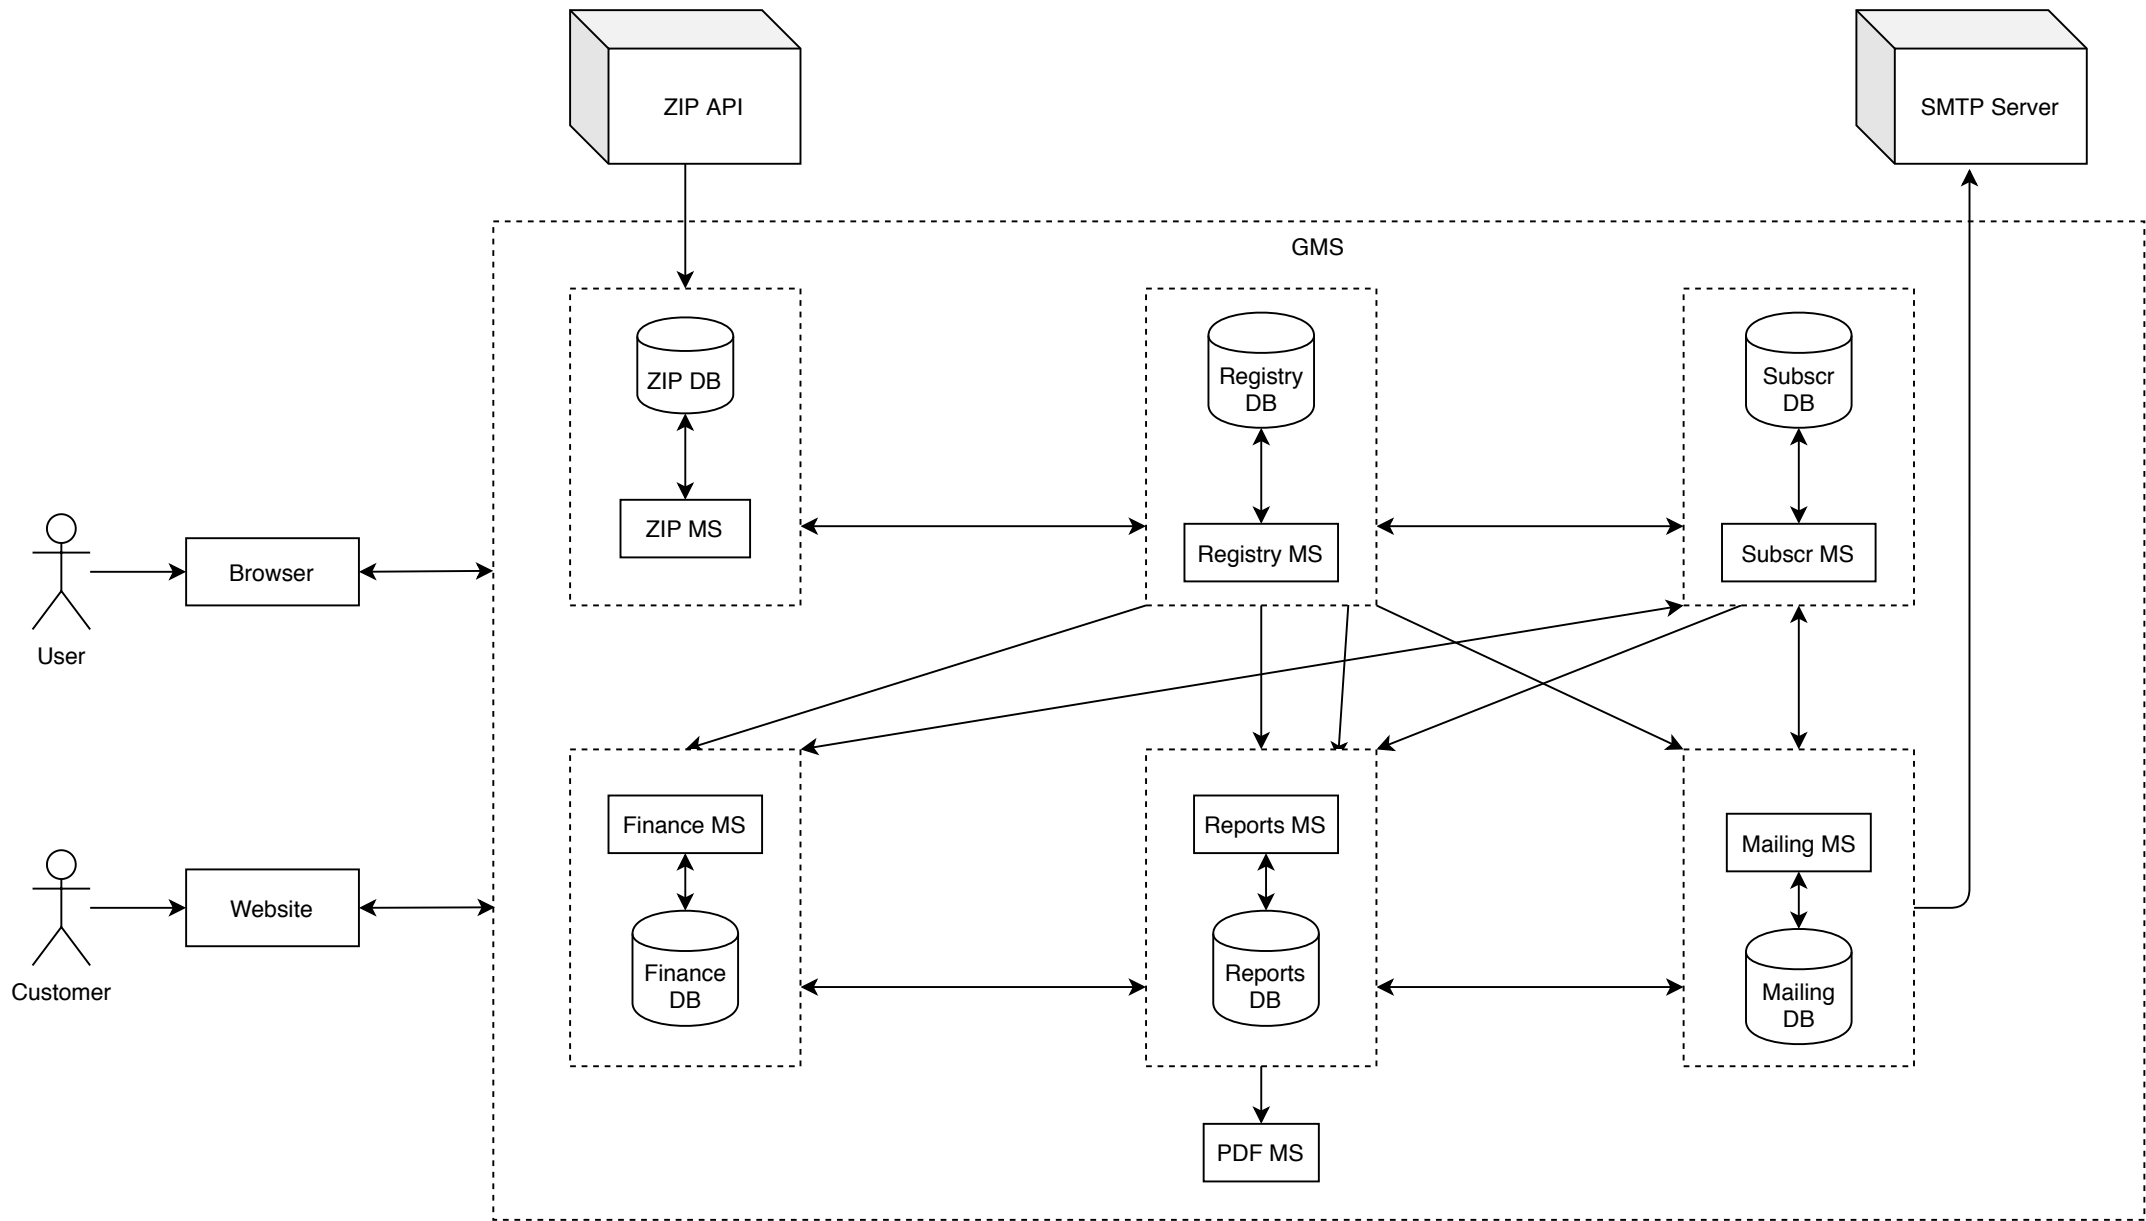 ZIP API
SMTP Server
GMS
ZIP DB
Registry
DB
Subscr
DB
ZIP MS
Registry MS
Subscr MS
Browser
User
Finance MS
Reports MS
Mailing MS
Website
Customer
Finance
DB
Reports
DB
Mailing
DB
PDF MS